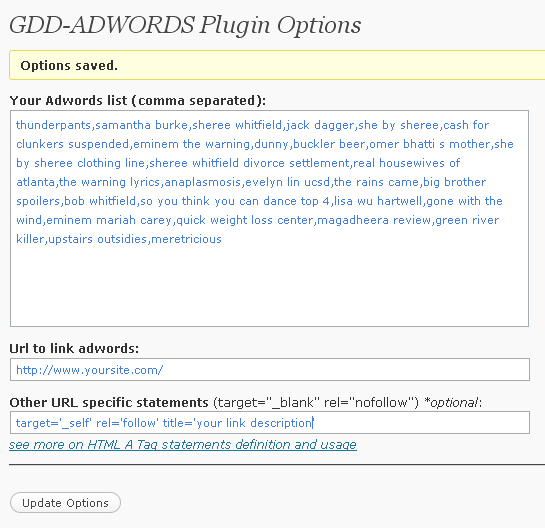 GDD-ADWORDS Plugin Options
Options saved.
Your Adwords list (comma separated):
thunderpants,samantha burke,sheree whitfield,jack dagger,she by sheree,cash for
clunkers suspended,eminem the warning,dunny,buckler beer,omer bhatti s mother,she
by sheree clothing line,sheree whitfield divorce settlement,real housewives of
atlanta,the warning lyrics,anaplasmosis,evelyn lin ucsd,the rains came,big brother
spoilers,bob whitfield,so you think you can dance top 4,lisa wu hartwell,gone with the
wind,eminem mariah carey,quick weight loss center,magadheera review,green river
killer,upstairs outsidies,meretricious
Url to link adwords:
http://www.yoursite.com/
Other URL specific statements (target="_blank" rel="nofollow") *optional:
target='_self' rel='follow' title='your link description'
see more on HTML A Tag statements definition and usage
Update Options